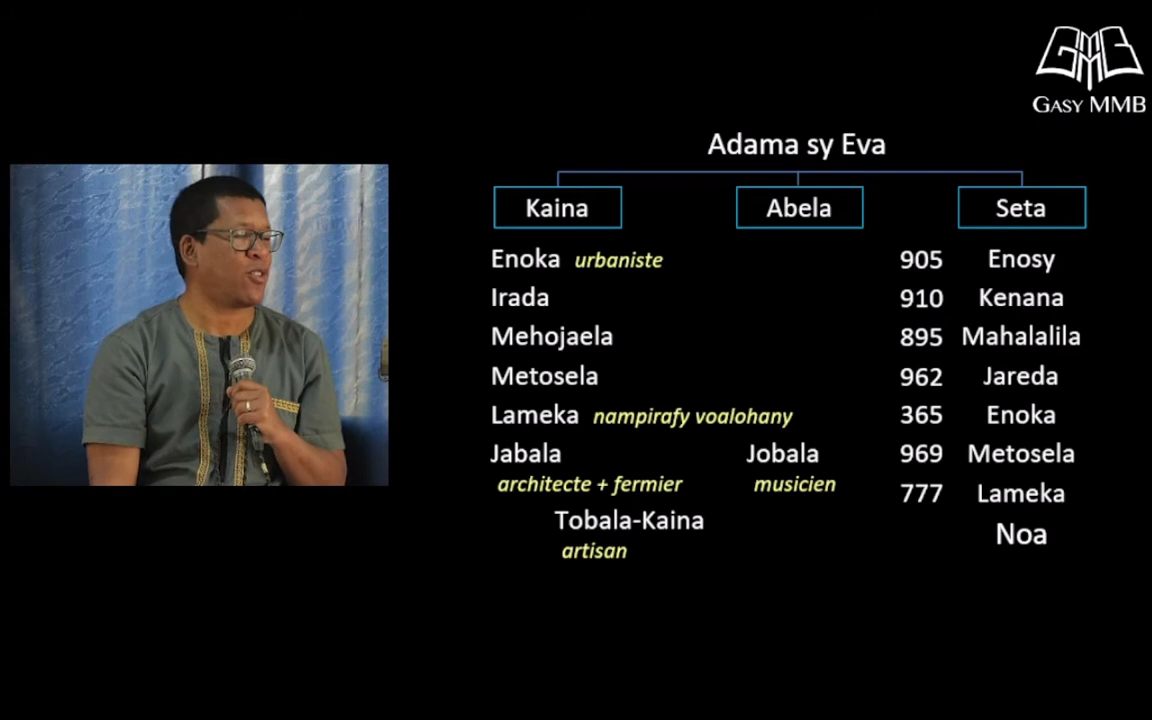 GMMB
GASY MMB
Adama sy Eva
Kaina Abela Seta
Enoka urbaniste 905 Enosy
Irada 910 Kenana
Mehojaela 895 Mahalalila
Metosela 962 Jareda
Lameka nampirafy voalohany 365 Enoka
Jabala Jobala 969 Metosela
architecte + fermier musicien 777 Lameka
Tobala-Kaina Noa
artisan